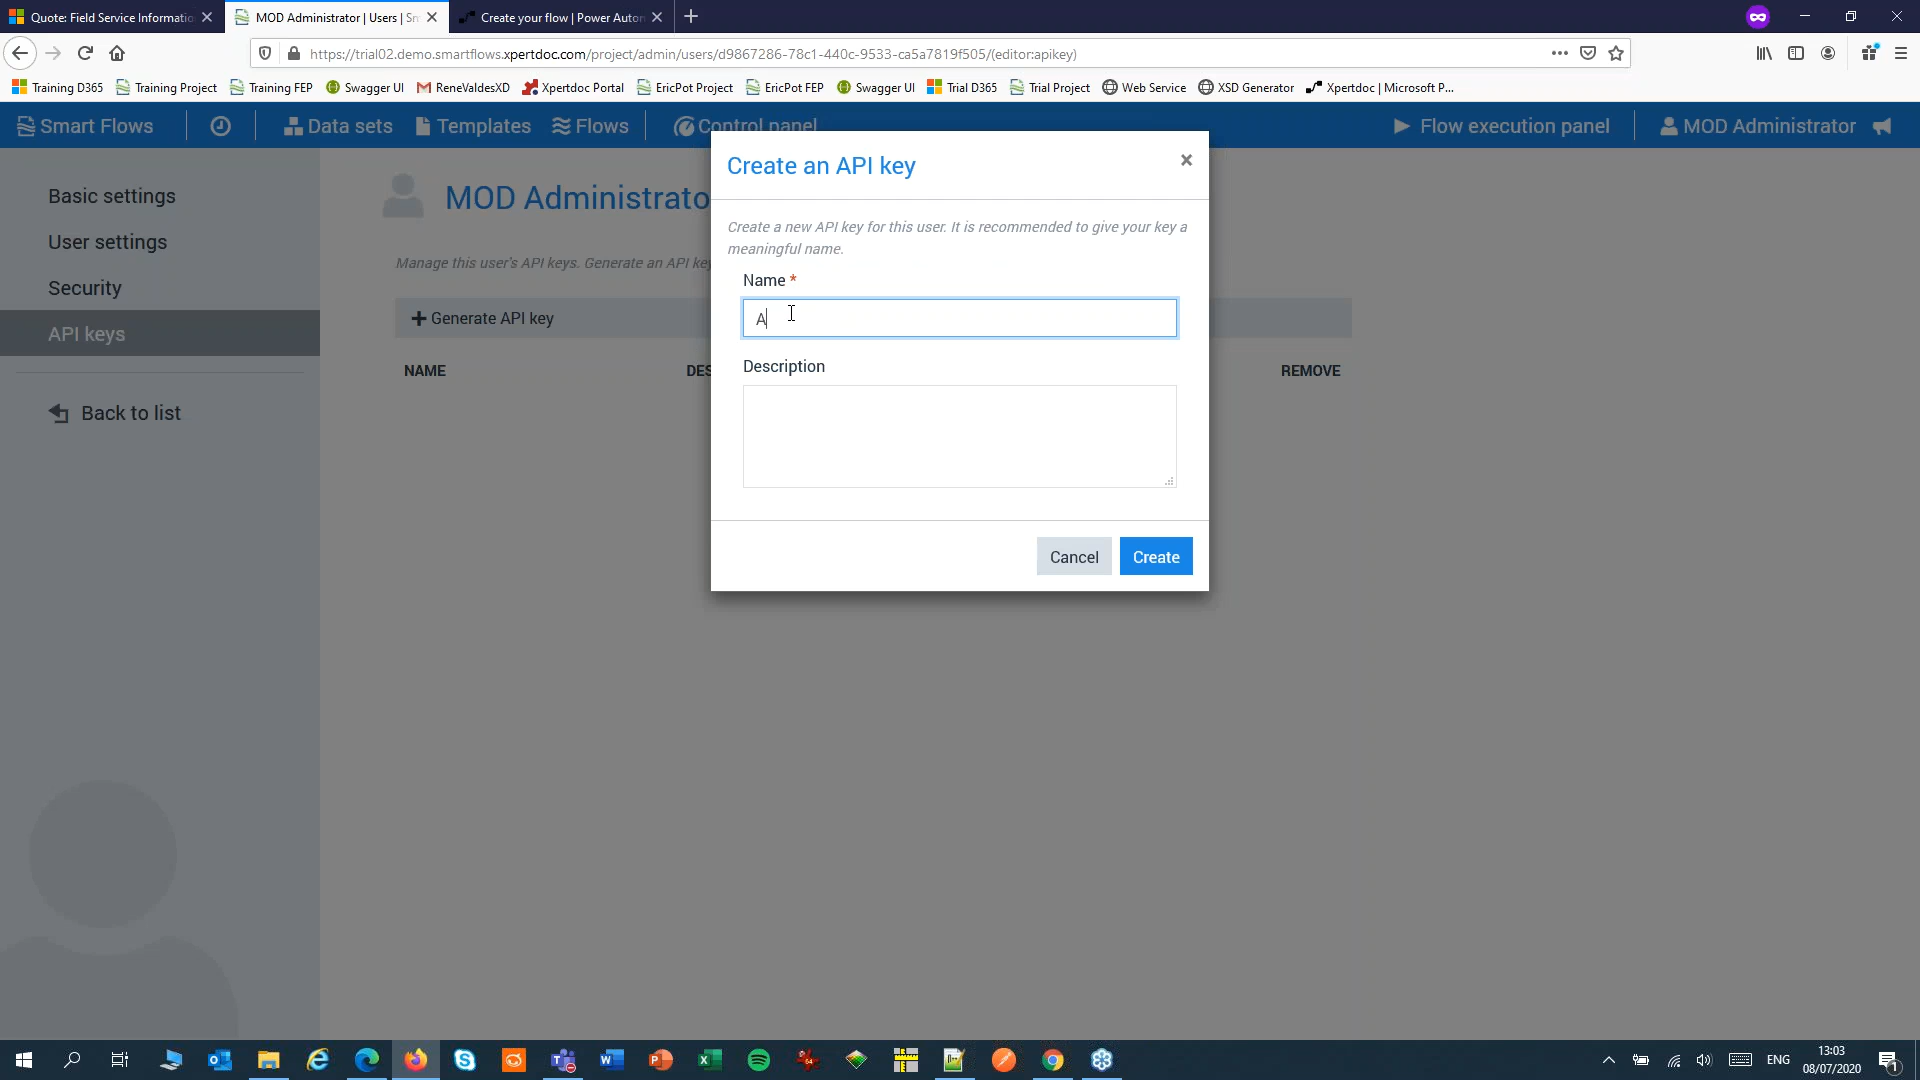 Quote: Field Service Informatio
MOD Administrator | Users | Sm
Create your flow | Power Autom
https://trial02.demo.smartflows.xpertdoc.com/project/admin/users/d9867286-78c1-440c-9533-ca5a7819f505/(editor:apikey)
Training D365
Training Project
Training FEP
Swagger UI
ReneValdesXD
Xpertdoc Portal
EricPot Project
EricPot FEP
Swagger UI
Trial D365
Trial Project
Web Service
XSD Generator
Xpertdoc | Microsoft P...
Smart Flows
Data sets
Templates
Flows
Control panel
Flow execution panel
MOD Administrator
Basic settings
User settings
Security
API keys
Back to list
MOD Administrato
Manage this user's API keys. Generate an API key
Generate API key
NAME
DES
REMOVE
Create an API key
×
Create a new API key for this user. It is recommended to give your key a
meaningful name.
Name *
A
Description
Cancel
Create
ENG
13:03
08/07/2020
1